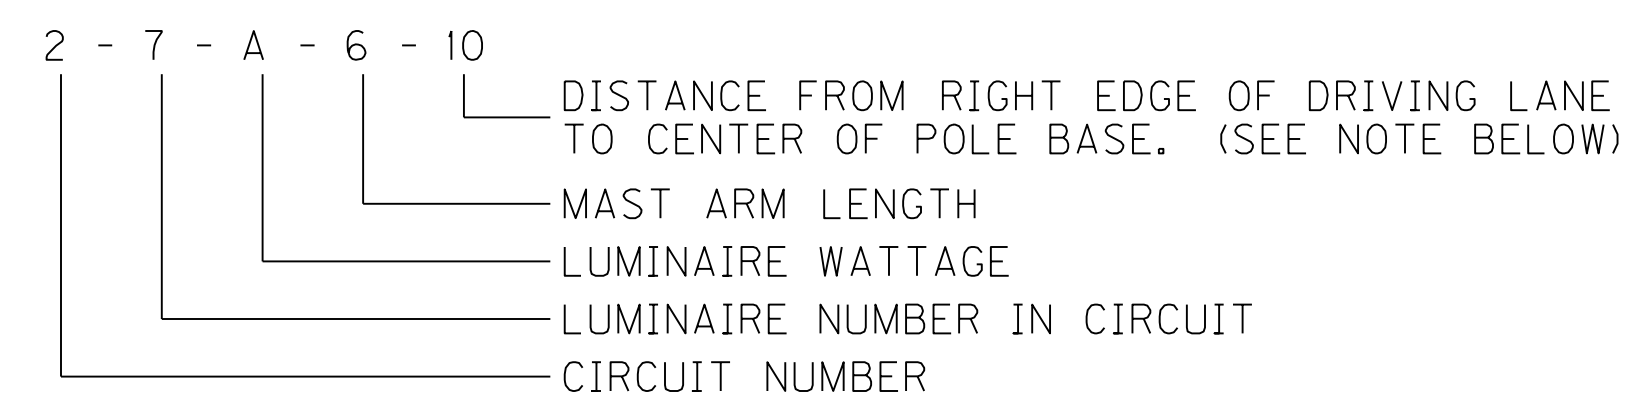 2 - 7 - A - 6 - 10
DISTANCE FROM RIGHT EDGE OF DRIVING LANE
TO CENTER OF POLE BASE. (SEE NOTE BELOW)
MAST ARM LENGTH
LUMINAIRE WATTAGE
LUMINAIRE NUMBER IN CIRCUIT
CIRCUIT NUMBER